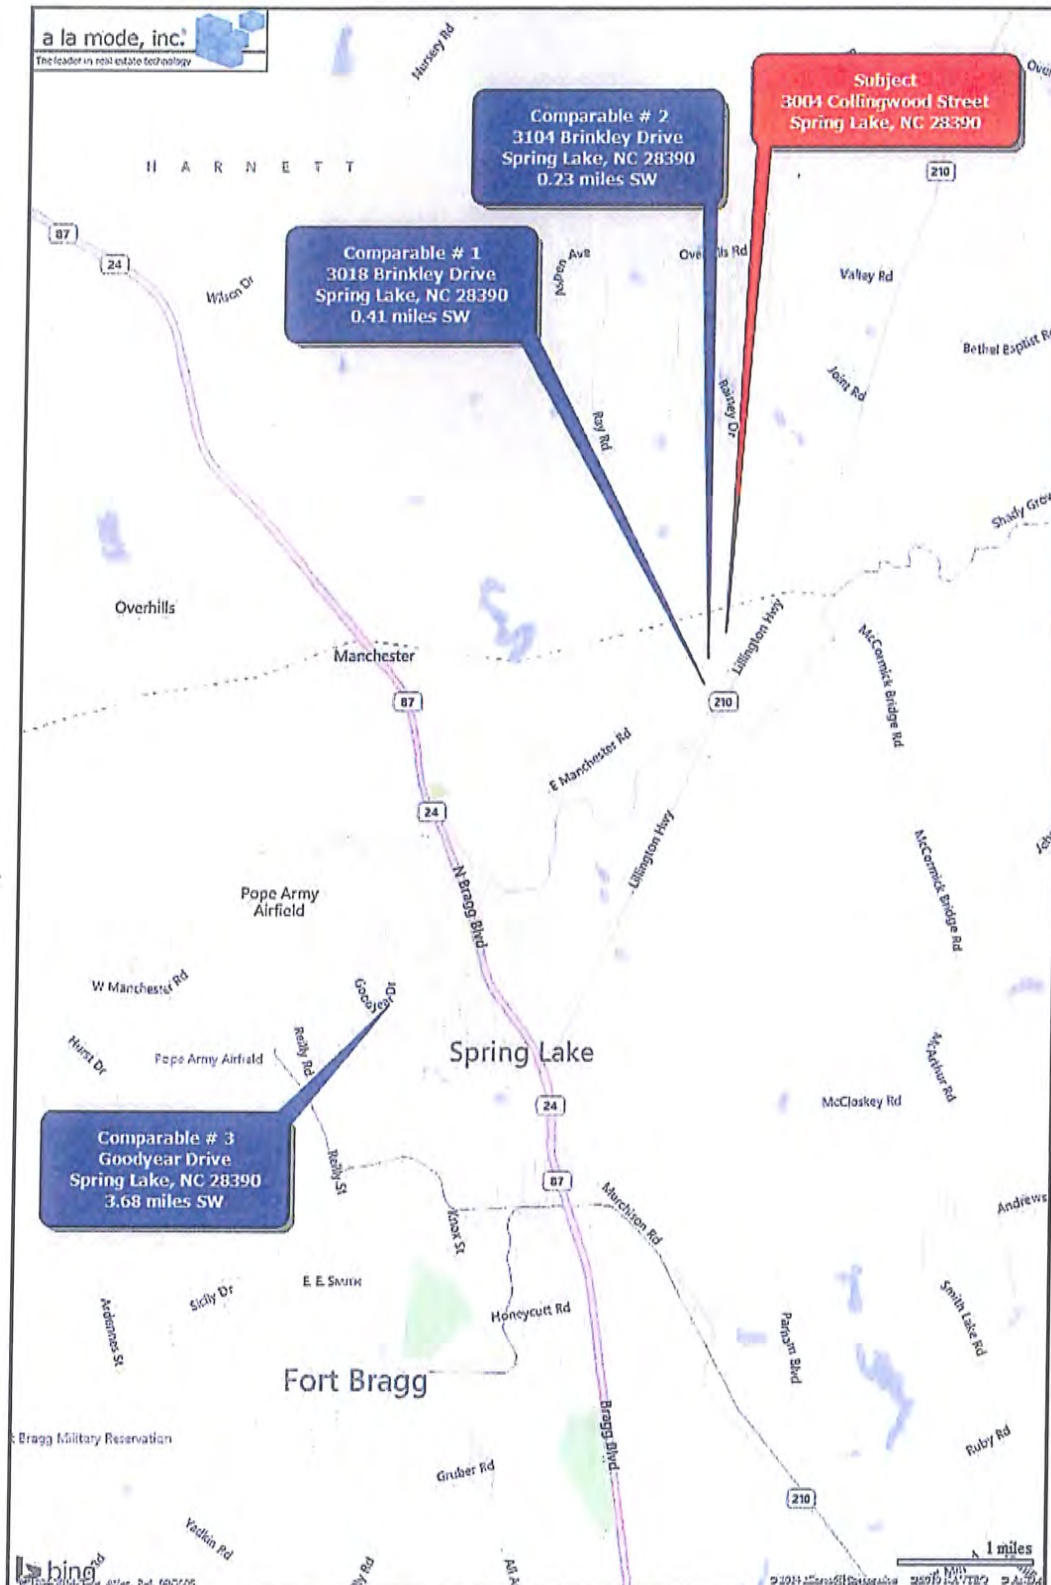 a la mode, inc.
The leader in real estate technology
Nursery Rd
Subject
3004 Collingwood Street
Spring Lake, NC 28390
Comparable # 2
3104 Brinkley Drive
Spring Lake, NC 28390
0.23 miles SW
H A R N E T T
210
87
24
Comparable # 1
3018 Brinkley Drive
Spring Lake, NC 28390
0.41 miles SW
Wilson Dr
Aspen Ave
Valley Rd
Bethel Baptist
Joint Rd
Rainey Dr
Ray Rd
Shady
Overhills
Manchester
Lillington Hwy
McCormick Bridge Rd
87
210
E Manchester Rd
24
Lillington Hwy
N Bragg Blvd
McCormick Bridge Rd
Pope Army
Airfield
W Manchester Rd
Goodyear Dr
Hurst Dr
Pope Army Airfield
Reilly Rd
Spring Lake
McArthur Rd
24
McCloskey Rd
Comparable # 3
Goodyear Drive
Spring Lake, NC 28390
3.68 miles SW
Reilly St
87
Murchison Rd
Knox St
Andrews
E E SMITH
Sicily Dr
Ardennes St
Honeycutt Rd
Smith Lake Rd
Fort Bragg
Bragg Blvd
Bragg Military Reservation
Ruby Rd
Gruber Rd
210
Yadkin Rd
1 miles
bing